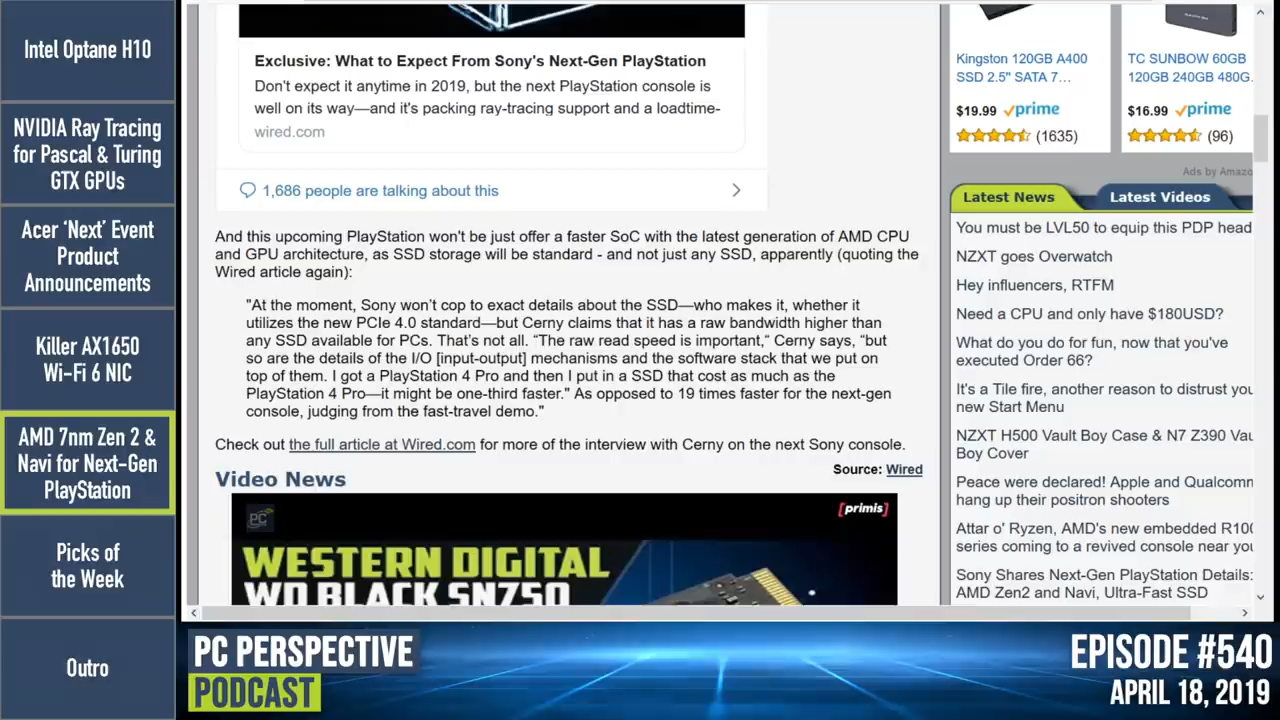 Intel Optane H10
NVIDIA Ray Tracing
for Pascal & Turing
GTX GPUs
Acer ‘Next’ Event
Product
Announcements
Killer AX1650
Wi-Fi 6 NIC
AMD 7nm Zen 2 &
Navi for Next-Gen
PlayStation
Picks of
the Week
Outro
Exclusive: What to Expect From Sony's Next-Gen PlayStation
Don't expect it anytime in 2019, but the next PlayStation console is
well on its way—and it's packing ray-tracing support and a loadtime-
wired.com
1,686 people are talking about this
And this upcoming PlayStation won't be just offer a faster SoC with the latest generation of AMD CPU
and GPU architecture, as SSD storage will be standard - and not just any SSD, apparently (quoting the
Wired article again):
"At the moment, Sony won’t cop to exact details about the SSD—who makes it, whether it
utilizes the new PCIe 4.0 standard—but Cerny claims that it has a raw bandwidth higher than
any SSD available for PCs. That’s not all. “The raw read speed is important,“ Cerny says, “but
so are the details of the I/O [input-output] mechanisms and the software stack that we put on
top of them. I got a PlayStation 4 Pro and then I put in a SSD that cost as much as the
PlayStation 4 Pro—it might be one-third faster." As opposed to 19 times faster for the next-gen
console, judging from the fast-travel demo."
Check out the full article at Wired.com for more of the interview with Cerny on the next Sony console.
Source: Wired
Video News
PC
[primis]
WESTERN DIGITAL
WD BLACK SN750
Kingston 120GB A400
SSD 2.5" SATA 7...
$19.99 prime
(1635)
TC SUNBOW 60GB
120GB 240GB 480G.
$16.99 prime
(96)
Ads by Amazo
Latest News
Latest Videos
You must be LVL50 to equip this PDP head
NZXT goes Overwatch
Hey influencers, RTFM
Need a CPU and only have $180USD?
What do you do for fun, now that you've
executed Order 66?
It's a Tile fire, another reason to distrust you
new Start Menu
NZXT H500 Vault Boy Case & N7 Z390 Vau
Boy Cover
Peace were declared! Apple and Qualcomn
hang up their positron shooters
Attar o' Ryzen, AMD's new embedded R100
series coming to a revived console near you
Sony Shares Next-Gen PlayStation Details:
AMD Zen2 and Navi, Ultra-Fast SSD
PC PERSPECTIVE
PODCAST
EPISODE #540
APRIL 18, 2019